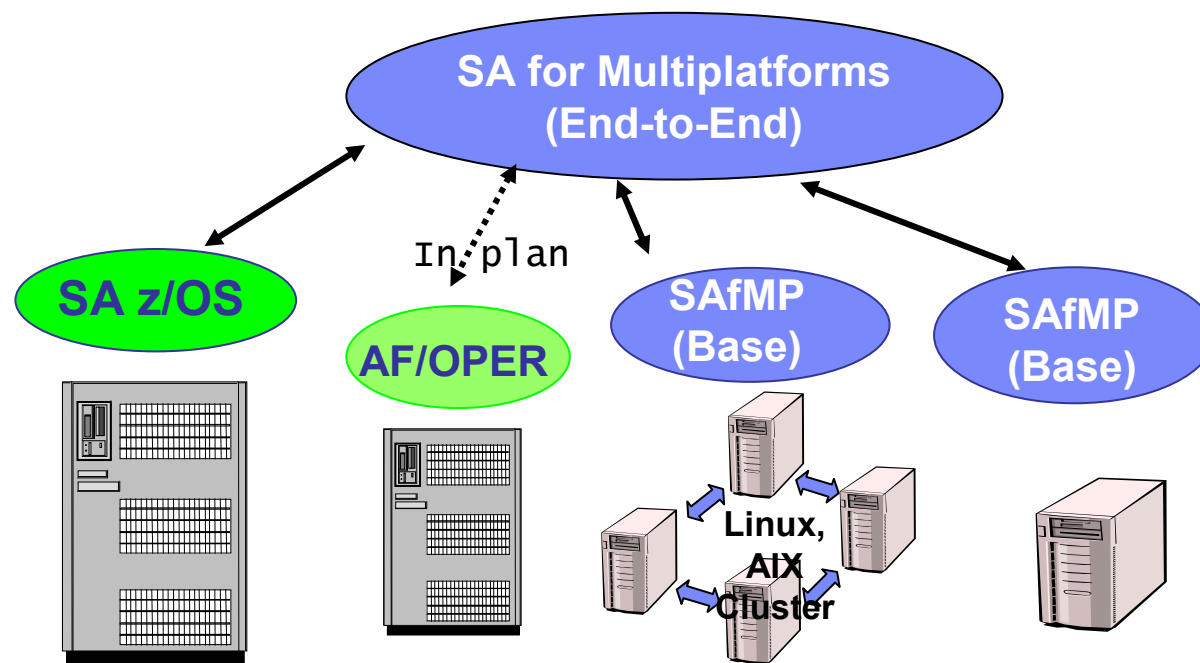 SA for Multiplatforms
(End-to-End)
In plan
SA z/OS
AF/OPER
SAfMP
(Base)
SAfMP
(Base)
Linux,
AIX
Cluster